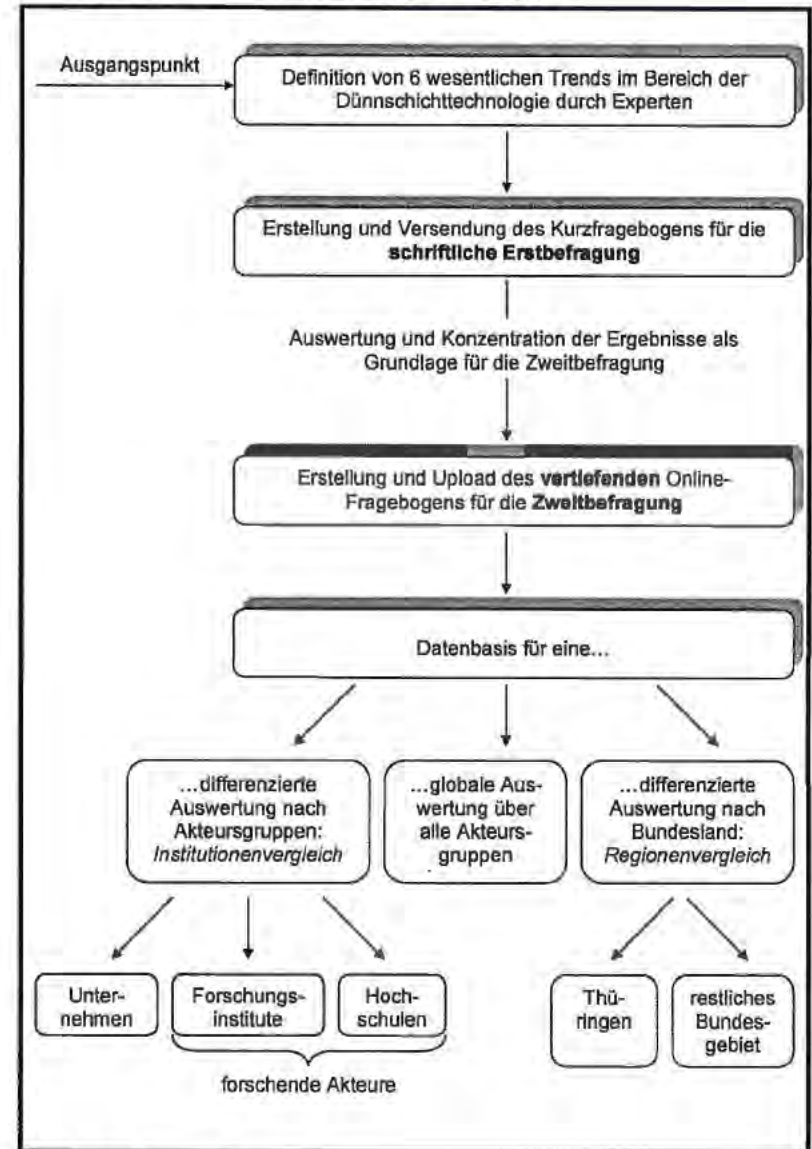 Ausgangspunkt
Definition von 6 wesentlichen Trends im Bereich der
Dünnschichttechnologie durch Experten
Erstellung und Versendung des Kurzfragebogens für die
schriftliche Erstbefragung
Auswertung und Konzentration der Ergebnisse als
Grundlage für die Zweitbefragung
Erstellung und Upload des vertiefenden Online-
Fragebogens für die Zweitbefragung
Datenbasis für eine...
...differenzierte
Auswertung nach
Akteursgruppen:
Institutionenvergleich
...globale Aus-
wertung über
alle Akteurs-
gruppen
...differenzierte
Auswertung nach
Bundesland:
Regionenvergleich
Unter-
nehmen
Forschungs-
institute
Hoch-
schulen
Thü-
ringen
restliches
Bundes-
gebiet
forschende Akteure